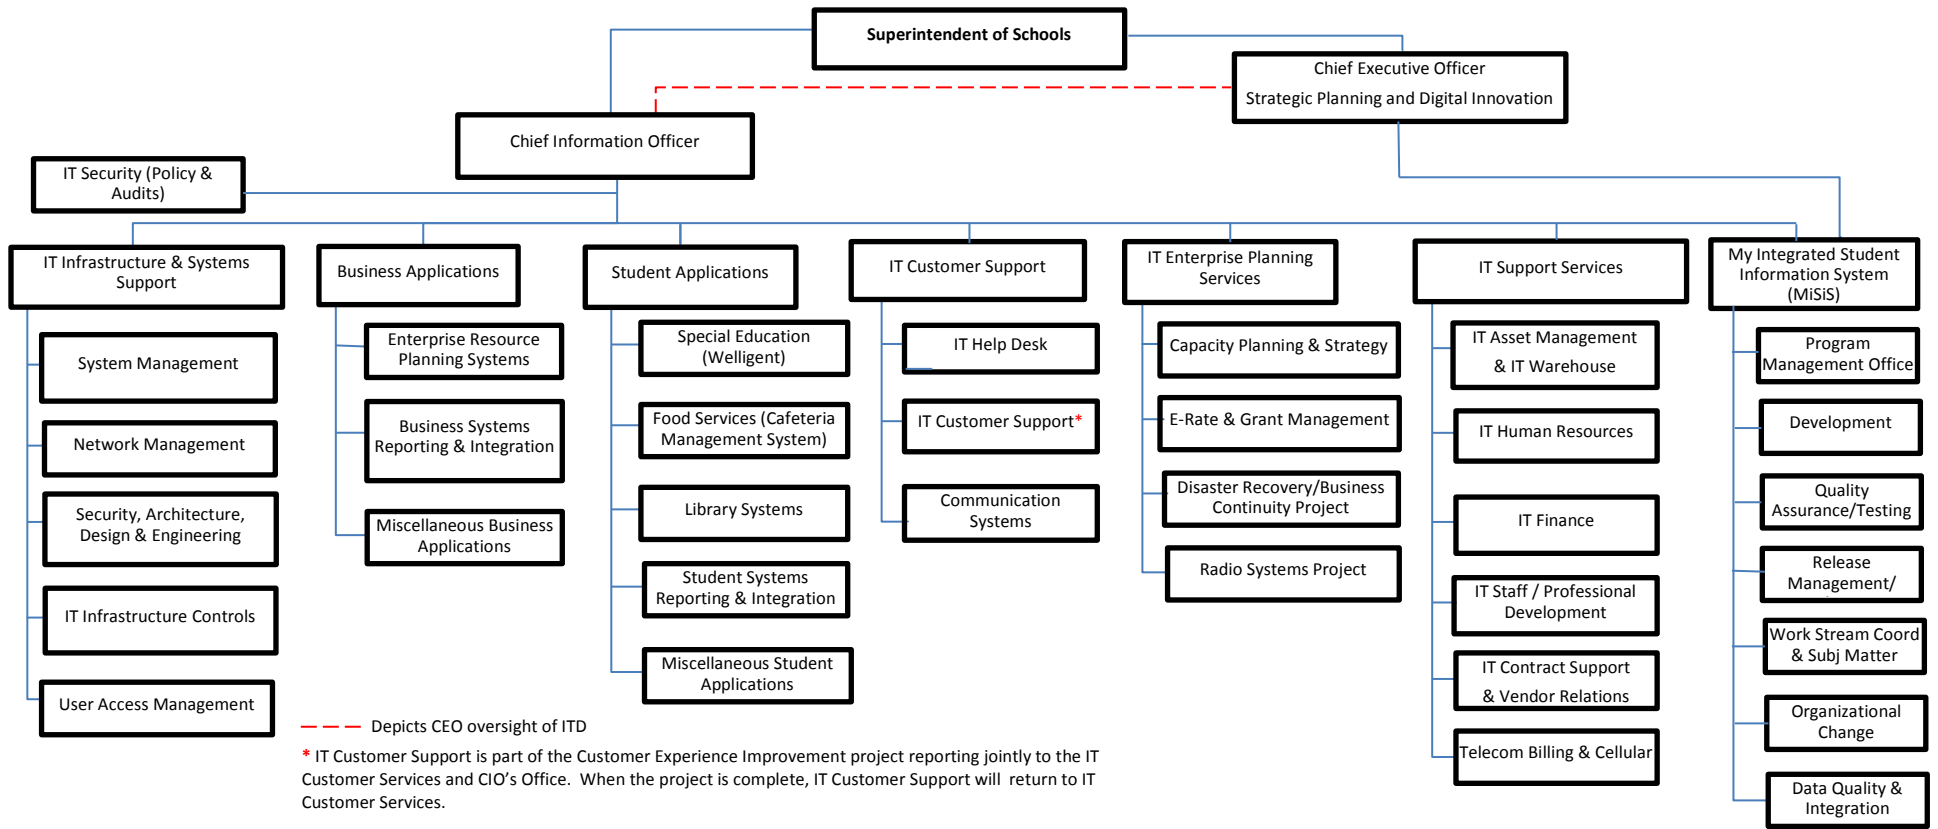 Superintendent of Schools
Chief Executive Officer
Strategic Planning and Digital Innovation
Chief Information Officer
IT Security (Policy &
Audits)
IT Infrastructure & Systems
Support
System Management
Network Management
Security, Architecture,
Design & Engineering
IT Infrastructure Controls
User Access Management
Business Applications
Enterprise Resource
Planning Systems
Business Systems
Reporting & Integration
Miscellaneous Business
Applications
Student Applications
Special Education
(Welligent)
Food Services (Cafeteria
Management System)
Library Systems
Student Systems
Reporting & Integration
Miscellaneous Student
Applications
IT Customer Support
IT Help Desk
IT Customer Support*
Communication
Systems
IT Enterprise Planning
Services
Capacity Planning & Strategy
E-Rate & Grant Management
Disaster Recovery/Business
Continuity Project
Radio Systems Project
IT Support Services
IT Asset Management
& IT Warehouse
IT Human Resources
IT Finance
IT Staff / Professional
Development
IT Contract Support
& Vendor Relations
Telecom Billing & Cellular
My Integrated Student
Information System
(MiSiS)
Program
Management Office
Development
Quality
Assurance/Testing
Release
Management/
Work Stream Coord
& Subj Matter
Organizational
Change
Data Quality &
Integration
Depicts CEO oversight of ITD
* IT Customer Support is part of the Customer Experience Improvement project reporting jointly to the IT
Customer Services and CIO’s Office. When the project is complete, IT Customer Support will return to IT
Customer Services.